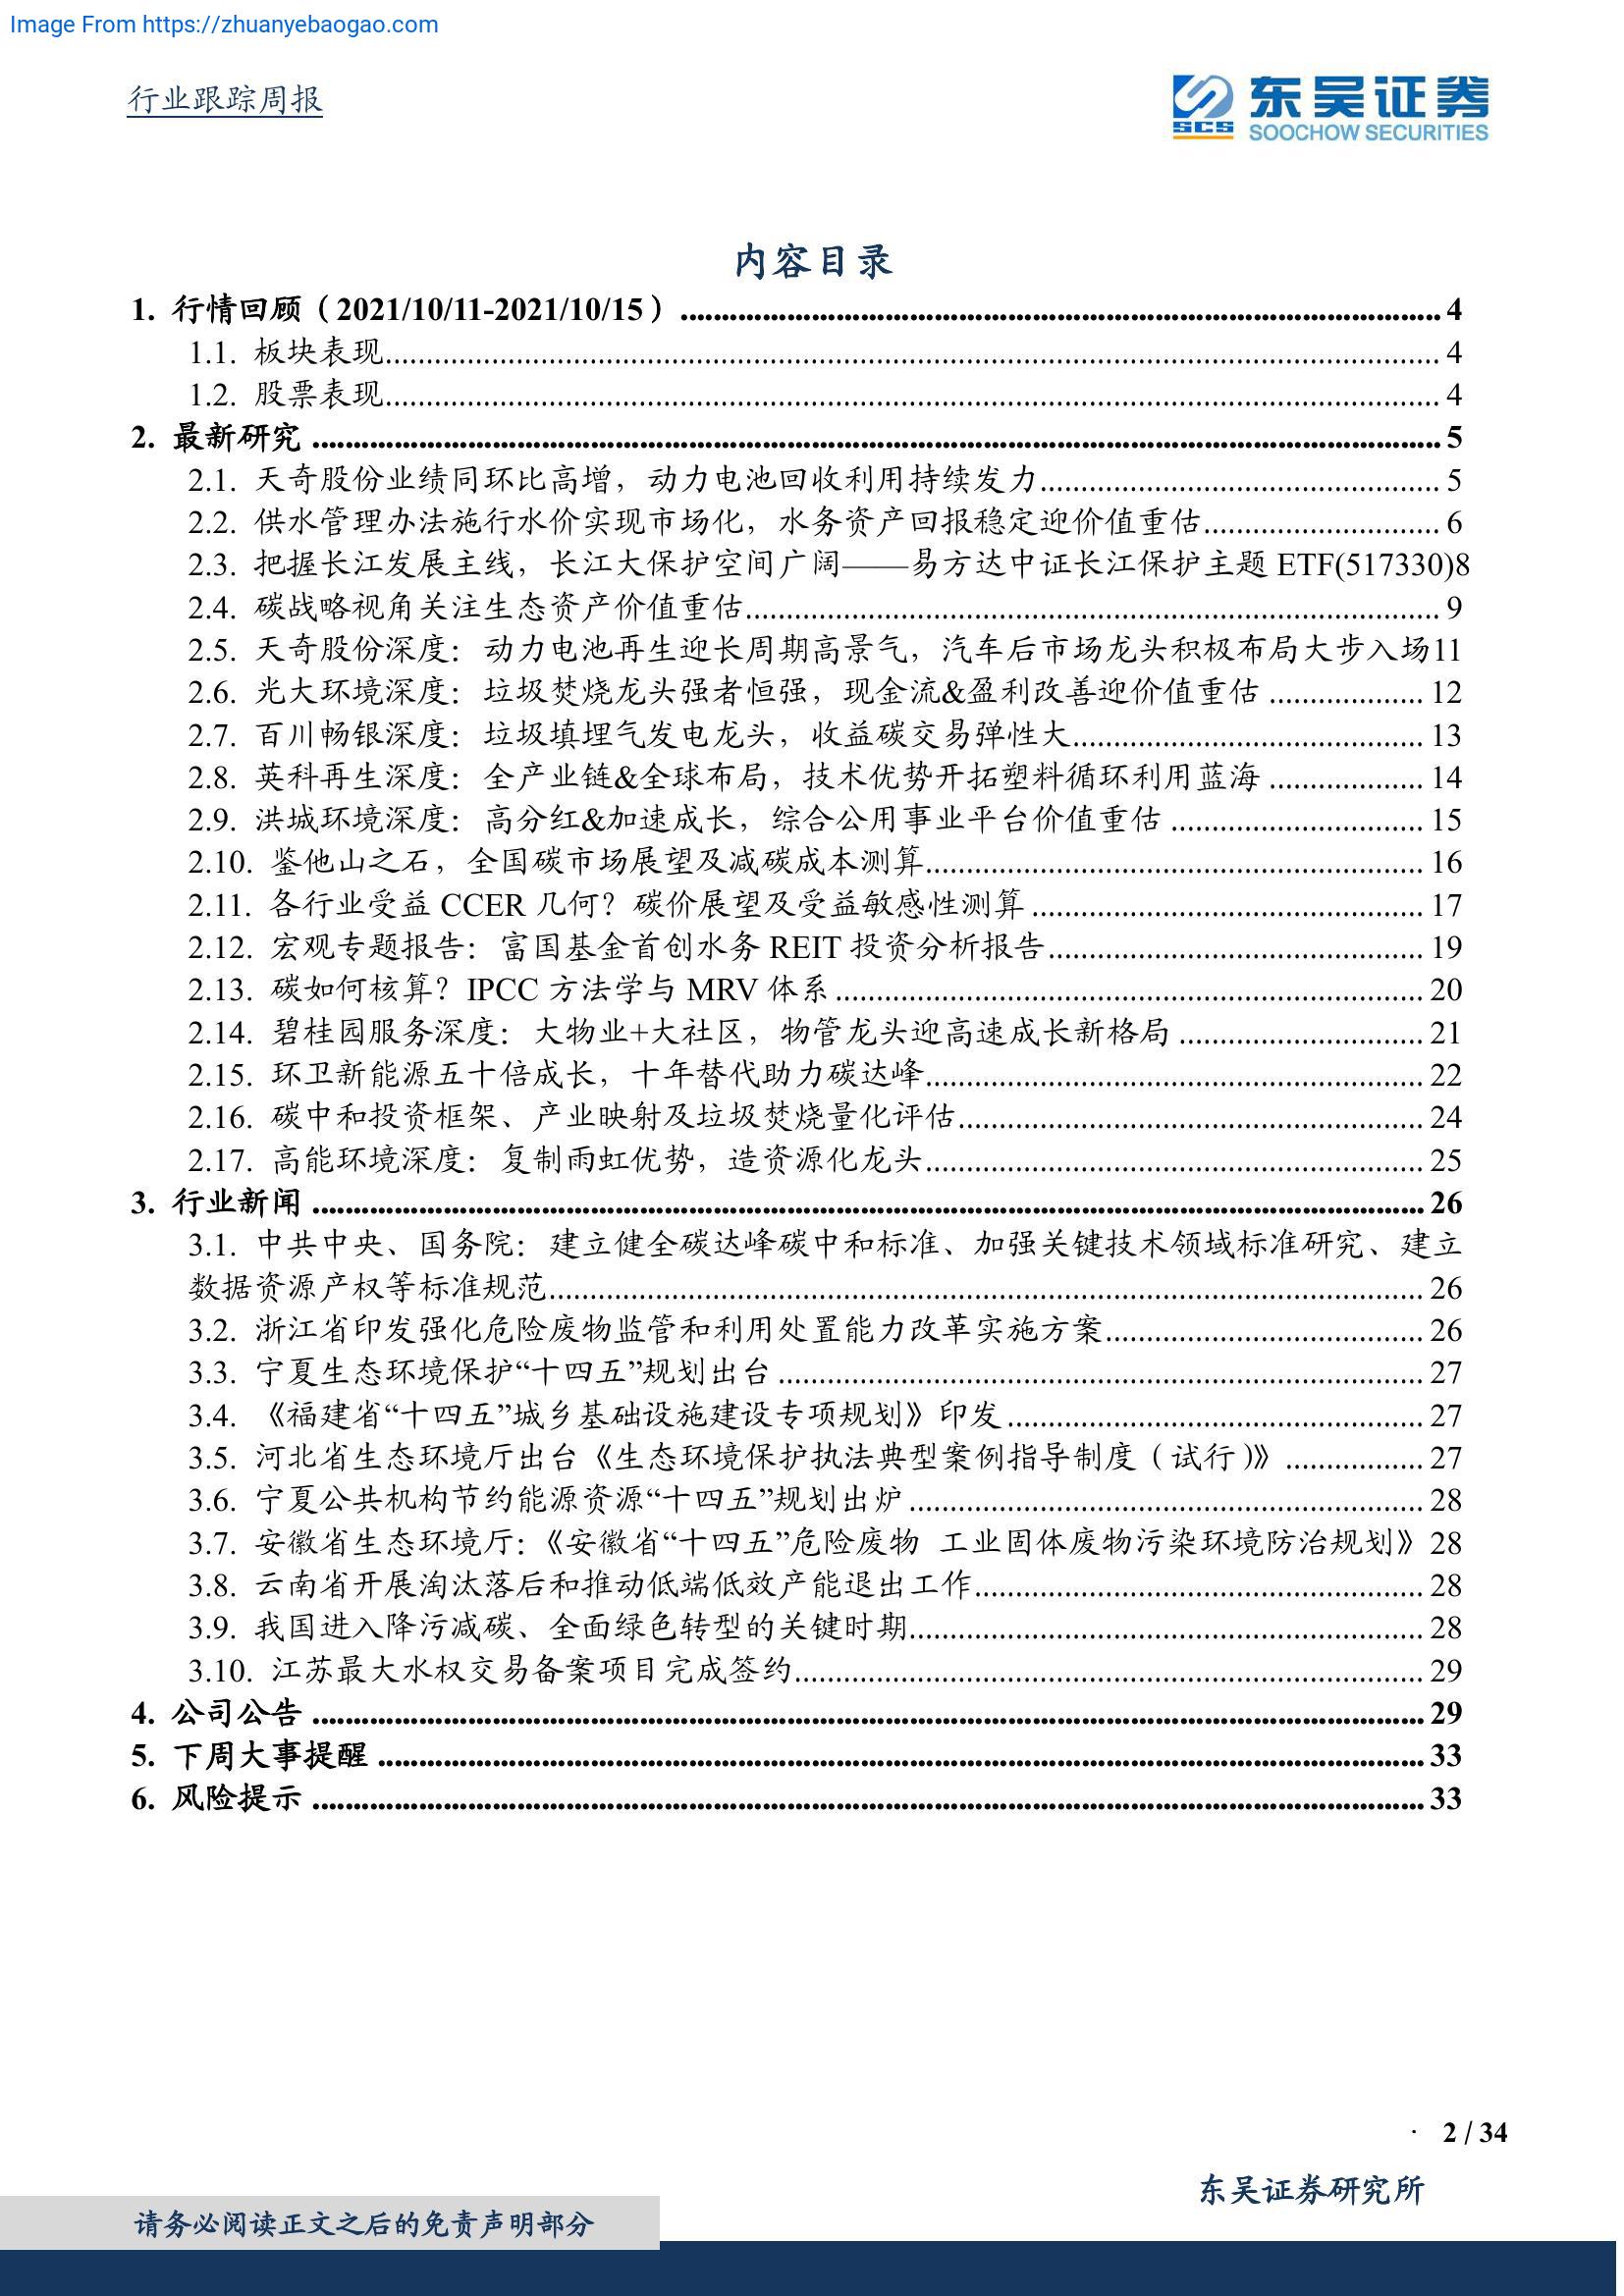 Image From https://zhuanyebaogao.com
行业跟踪周报
东吴证券
SCS
SOOCHOW SECURITIES
内容目录
1. 行情回顾（2021/10/11-2021/10/15）........ 4
1.1. 板块表现........ 4
1.2. 股票表现........ 4
2. 最新研究 ........ 5
2.1. 天奇股份业绩同环比高增，动力电池回收利用持续发力........ 5
2.2. 供水管理办法施行水价实现市场化，水务资产回报稳定迎价值重估........ 6
2.3. 把握长江发展主线，长江大保护空间广阔——易方达中证长江保护主题 ETF(517330)8
2.4. 碳战略视角关注生态资产价值重估........ 9
2.5. 天奇股份深度：动力电池再生迎长周期高景气，汽车后市场龙头积极布局大步入场11
2.6. 光大环境深度：垃圾焚烧龙头强者恒强，现金流&盈利改善迎价值重估 ........ 12
2.7. 百川畅银深度：垃圾填埋气发电龙头，收益碳交易弹性大........ 13
2.8. 英科再生深度：全产业链&全球布局，技术优势开拓塑料循环利用蓝海 ........ 14
2.9. 洪城环境深度：高分红&加速成长，综合公用事业平台价值重估 ........ 15
2.10. 鉴他山之石，全国碳市场展望及减碳成本测算........ 16
2.11. 各行业受益 CCER 几何？碳价展望及受益敏感性测算 ........ 17
2.12. 宏观专题报告：富国基金首创水务 REIT 投资分析报告........ 19
2.13. 碳如何核算？IPCC 方法学与 MRV 体系 ........ 20
2.14. 碧桂园服务深度：大物业+大社区，物管龙头迎高速成长新格局 ........ 21
2.15. 环卫新能源五十倍成长，十年替代助力碳达峰........ 22
2.16. 碳中和投资框架、产业映射及垃圾焚烧量化评估........ 24
2.17. 高能环境深度：复制雨虹优势，造资源化龙头........ 25
3. 行业新闻 ........ 26
3.1. 中共中央、国务院：建立健全碳达峰碳中和标准、加强关键技术领域标准研究、建立
数据资源产权等标准规范........ 26
3.2. 浙江省印发强化危险废物监管和利用处置能力改革实施方案........ 26
3.3. 宁夏生态环境保护“十四五”规划出台 ........ 27
3.4. 《福建省“十四五”城乡基础设施建设专项规划》印发 ........ 27
3.5. 河北省生态环境厅出台《生态环境保护执法典型案例指导制度（试行）》 ........ 27
3.6. 宁夏公共机构节约能源资源“十四五”规划出炉 ........ 28
3.7. 安徽省生态环境厅：《安徽省“十四五”危险废物 工业固体废物污染环境防治规划》 28
3.8. 云南省开展淘汰落后和推动低端低效产能退出工作........ 28
3.9. 我国进入降污减碳、全面绿色转型的关键时期........ 28
3.10. 江苏最大水权交易备案项目完成签约........ 29
4. 公司公告 ........ 29
5. 下周大事提醒 ........ 33
6. 风险提示 ........ 33
· 2 / 34
东吴证券研究所
请务必阅读正文之后的免责声明部分